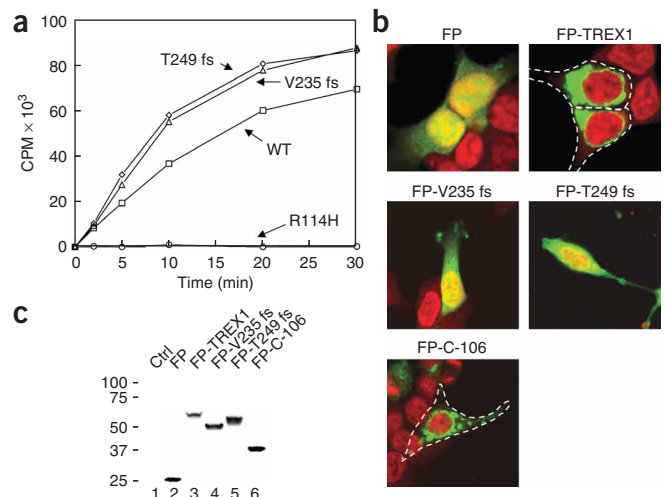 a
CPM × 10³
100
80
60
40
20
0
0 5 10 15 20 25 30
Time (min)
T249 fs
V235 fs
WT
R114H
b
FP
FP-TREX1
FP-V235 fs
FP-T249 fs
FP-C-106
c
Ctrl
FP
FP-TREX1
FP-V235 fs
FP-T249 fs
FP-C-106
100 -
75 -
50 -
37 -
25 -
1 2 3 4 5 6